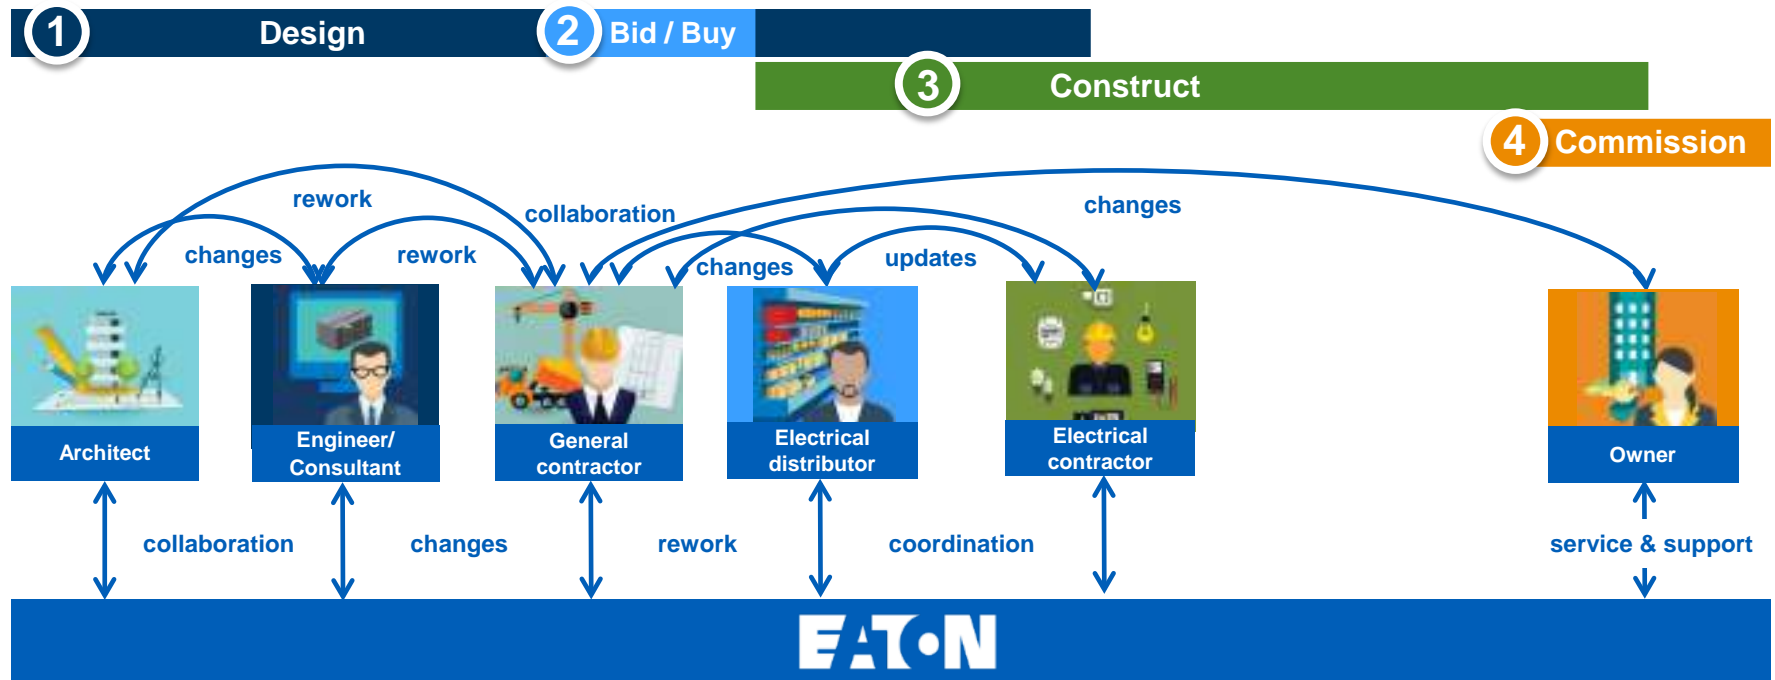 1
Design
2
Bid / Buy
3
Construct
4
Commission
rework
collaboration
changes
changes
rework
changes
updates
Architect
Engineer/
Consultant
General
contractor
Electrical
distributor
Electrical
contractor
Owner
collaboration
changes
rework
coordination
service & support
EATON